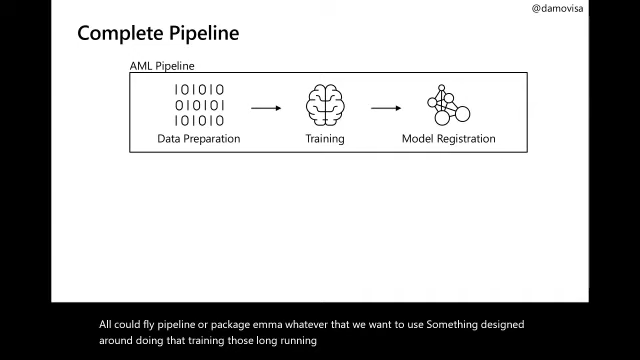 @damovisa
Complete Pipeline
AML Pipeline
101010
010101
101010
Data Preparation
Training
Model Registration
All could fly pipeline or package emma whatever that we want to use Something designed
around doing that training those long running